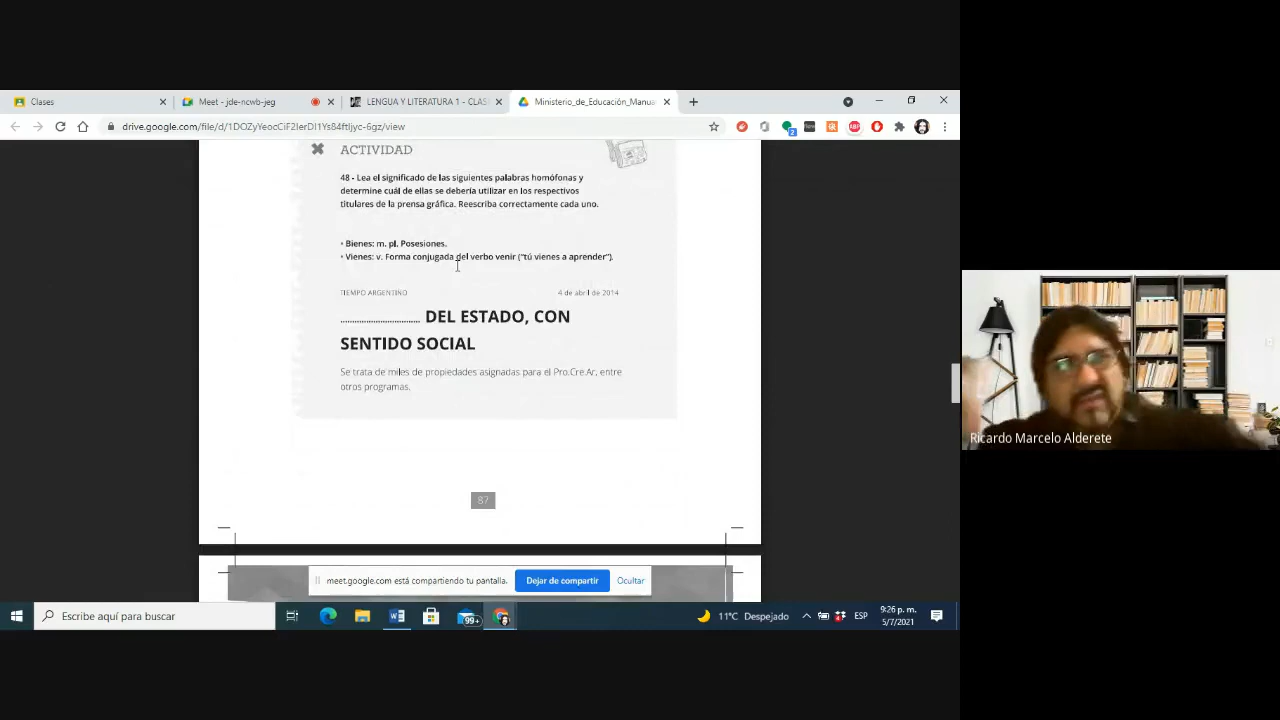 Clases
Meet - jde-ncwb-jeg
LENGUA Y LITERATURA 1 - CLAS
Ministerio_de_Educación_Manua
drive.google.com/file/d/1DOZyYeocCiF2IerDI1Ys84ftIjyc-6gz/view
ACTIVIDAD
48 - Lea el significado de las siguientes palabras homófonas y
determine cuál de ellas se debería utilizar en los respectivos
titulares de la prensa gráfica. Reescriba correctamente cada uno.
• Bienes: m. pl. Posesiones.
• Vienes: v. Forma conjugada del verbo venir (“tú vienes a aprender”).
TIEMPO ARGENTINO 4 de abril de 2014
................................ DEL ESTADO, CON
SENTIDO SOCIAL
Se trata de miles de propiedades asignadas para el Pro.Cre.Ar, entre
otros programas.
87
Ricardo Marcelo Alderete
meet.google.com está compartiendo tu pantalla. Dejar de compartir Ocultar
Escribe aquí para buscar
99+
11°C Despejado
ESP
9:26 p. m.
5/7/2021